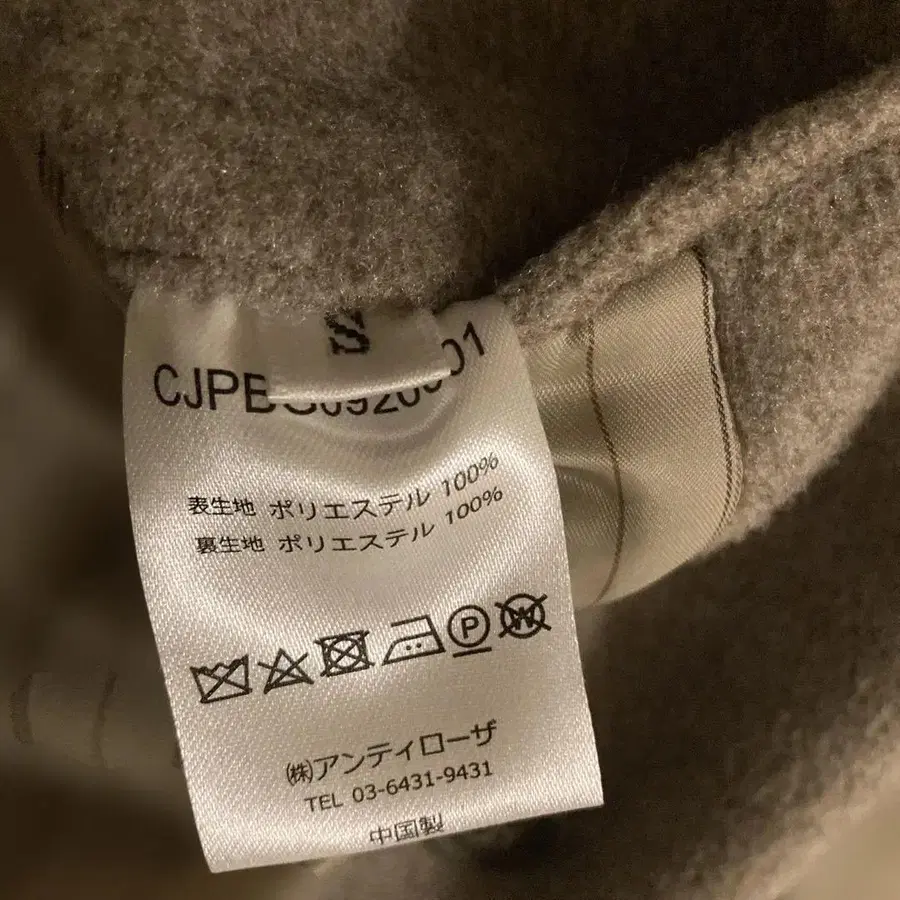 S
表生地 ポリエステル 100%
裏生地 ポリエステル 100%
P
W
㈱アンティローザ
TEL 03-6431-9431
中国製